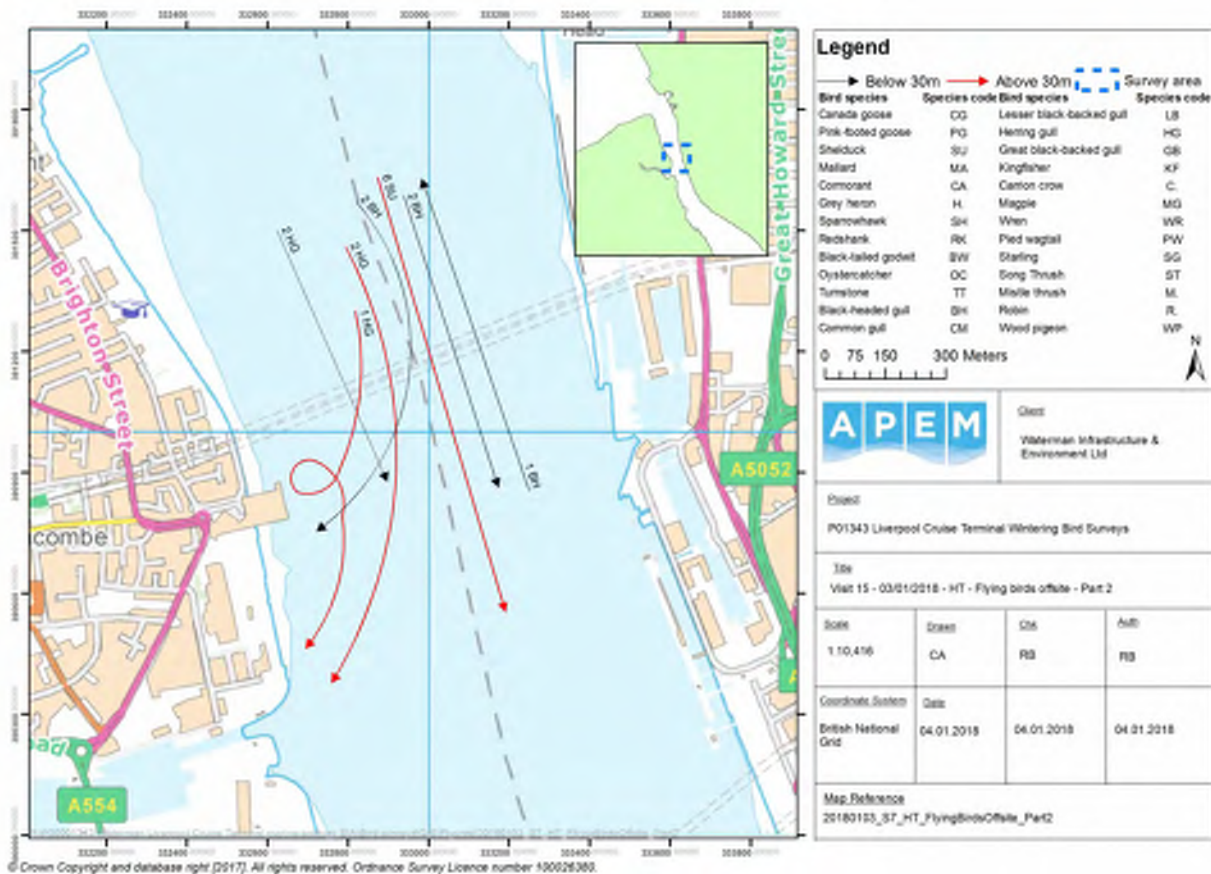 333200 333400 333600 333800
Head
Great Howard Street
Brighton Street
6 SU
2 BH
2 BH
2 HG
2 HG
1 HG
1 BH
A5052
combe
oad
A554
333200
© Crown Copyright and database right [2017]. All rights reserved. Ordnance Survey Licence number 100026380.
Legend
Below 30m Above 30m Survey area
Bird species Species code Bird species Species code
Canada goose CG Lesser black-backed gull LB
Pink-footed goose PG Herring gull HG
Shelduck SU Great black-backed gull GB
Mallard MA Kingfisher KF
Cormorant CA Carrion crow C.
Grey heron H. Magpie MG
Sparrowhawk SH Wren WR
Redshank RK Pied wagtail PW
Black-tailed godwit BW Starling SG
Oystercatcher OC Song Thrush ST
Turnstone TT Mistle thrush M.
Black-headed gull BH Robin R.
Common gull CM Wood pigeon WP
N
0 75 150 300 Meters
APEM
Client
Waterman Infrastructure &
Environment Ltd
Project
P01343 Liverpool Cruise Terminal Wintering Bird Surveys
Title
Visit 15 - 03/01/2018 - HT - Flying birds offsite - Part 2
Scale Drawn Chk Auth
1:10,416 CA RB RB
Coordinate System Date
British National
Grid
04.01.2018 04.01.2018 04.01.2018
Map Reference
20180103_S7_HT_FlyingBirdsOffsite_Part2